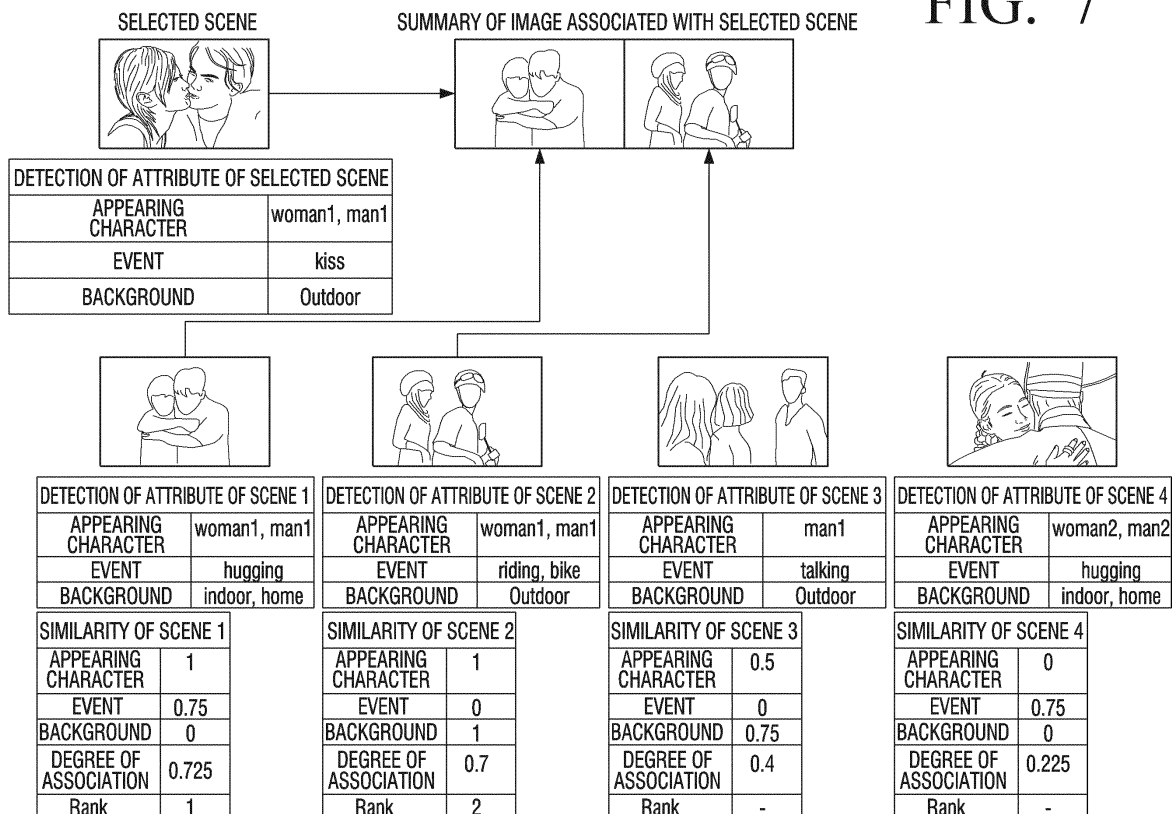 FIG. 7
SELECTED SCENE
SUMMARY OF IMAGE ASSOCIATED WITH SELECTED SCENE
DETECTION OF ATTRIBUTE OF SELECTED SCENE
APPEARING
CHARACTER
woman1, man1
EVENT
kiss
BACKGROUND
Outdoor
DETECTION OF ATTRIBUTE OF SCENE 1
APPEARING
CHARACTER
woman1, man1
EVENT
hugging
BACKGROUND
indoor, home
SIMILARITY OF SCENE 1
APPEARING
CHARACTER
1
EVENT
0.75
BACKGROUND
0
DEGREE OF
ASSOCIATION
0.725
Rank
1
DETECTION OF ATTRIBUTE OF SCENE 2
APPEARING
CHARACTER
woman1, man1
EVENT
riding, bike
BACKGROUND
Outdoor
SIMILARITY OF SCENE 2
APPEARING
CHARACTER
1
EVENT
0
BACKGROUND
1
DEGREE OF
ASSOCIATION
0.7
Rank
2
DETECTION OF ATTRIBUTE OF SCENE 3
APPEARING
CHARACTER
man1
EVENT
talking
BACKGROUND
Outdoor
SIMILARITY OF SCENE 3
APPEARING
CHARACTER
0.5
EVENT
0
BACKGROUND
0.75
DEGREE OF
ASSOCIATION
0.4
Rank
-
DETECTION OF ATTRIBUTE OF SCENE 4
APPEARING
CHARACTER
woman2, man2
EVENT
hugging
BACKGROUND
indoor, home
SIMILARITY OF SCENE 4
APPEARING
CHARACTER
0
EVENT
0.75
BACKGROUND
0
DEGREE OF
ASSOCIATION
0.225
Rank
-